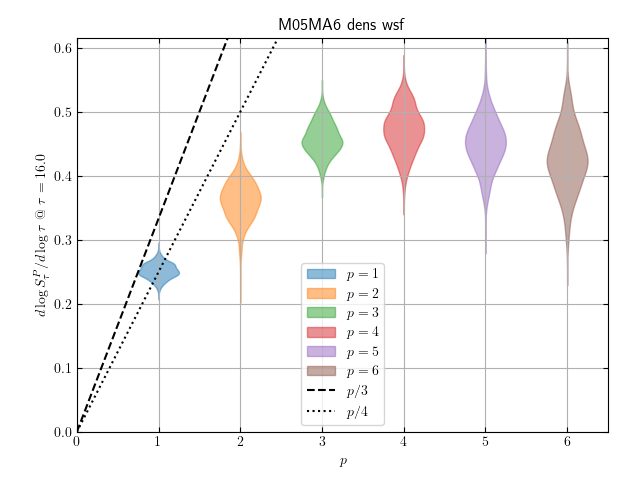 M05MA6 dens wsf
d log S_τ^P / d log τ @ τ = 16.0
0.6
0.5
0.4
0.3
0.2
0.1
0.0
p = 1
p = 2
p = 3
p = 4
p = 5
p = 6
p/3
p/4
0 1 2 3 4 5 6
p